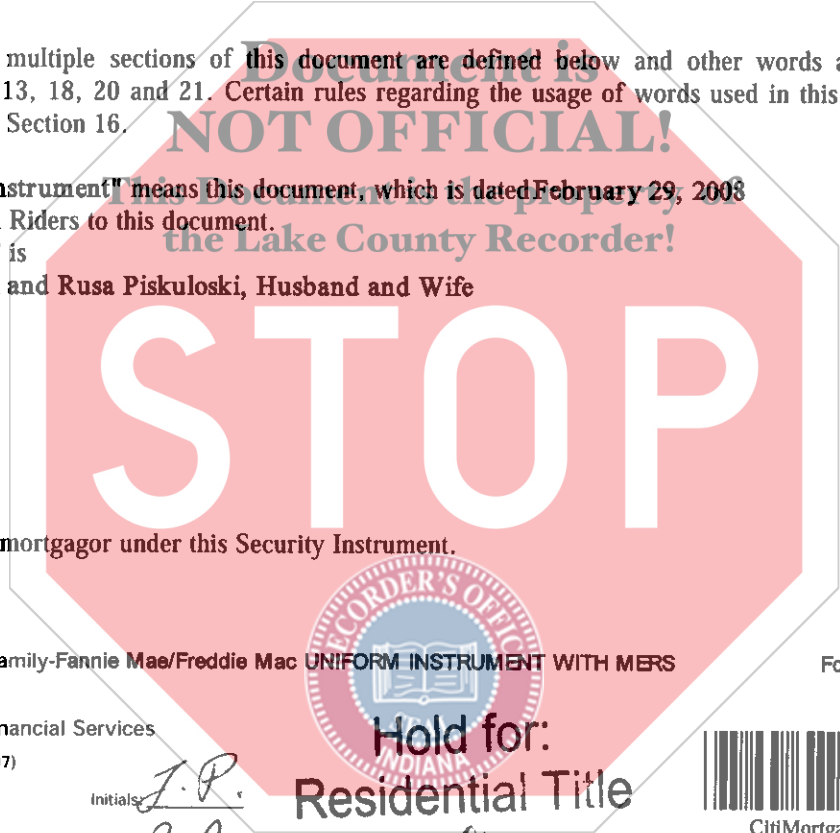 multiple sections of this document are defined below and other words a
13, 18, 20 and 21. Certain rules regarding the usage of words used in this
Section 16.
Document is
NOT OFFICIAL!
This Document is the property of
the Lake County Recorder!
nstrument" means this document, which is dated February 29, 2008
Riders to this document.
is
and Rusa Piskuloski, Husband and Wife
STOP
mortgagor under this Security Instrument.
RECORDER'S OFFICE
SEAL
INDIANA
amily-Fannie Mae/Freddie Mac UNIFORM INSTRUMENT WITH MERS
Fo
nancial Services
7)
Hold for:
Residential Title
Initials: J.P.
CitiMortga